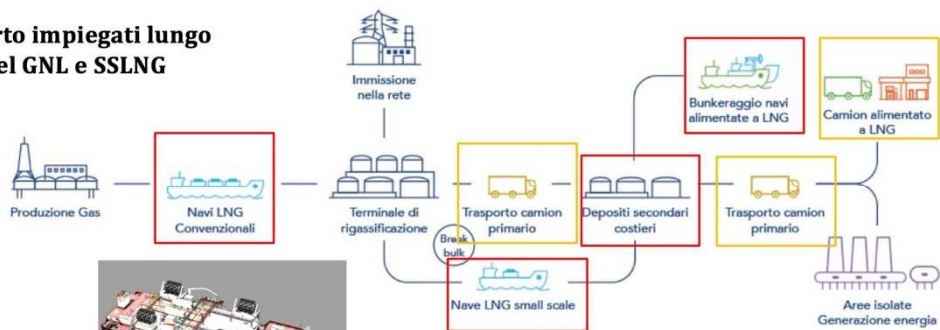 rto impiegati lungo
el GNL e SSLNG
Immissione
nella rete
Bunkeraggio navi
alimentate a LNG
Camion alimentato
a LNG
Produzione Gas
Navi LNG
Convenzionali
Terminale di
rigassificazione
Trasporto camion
primario
Depositi secondari
costieri
Trasporto camion
primario
Break
bulk
Nave LNG small scale
Aree isolate
Generazione energia